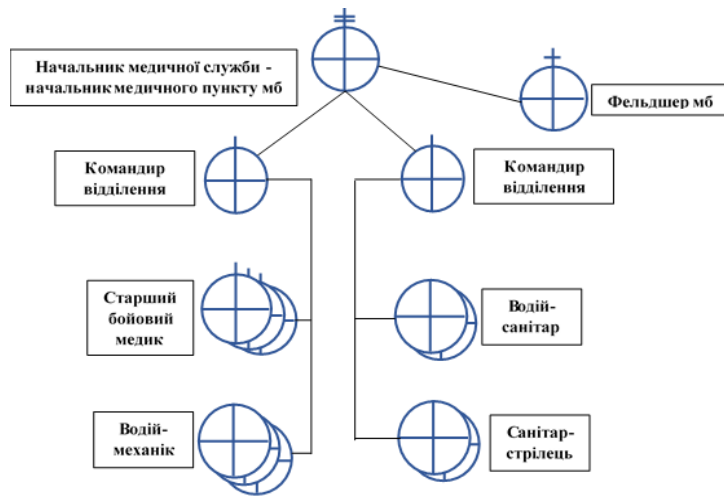 Начальник медичної служби -
начальник медичного пункту мб
Фельдшер мб
Командир
відділення
Командир
відділення
Старший
бойовий
медик
Водій-
санітар
Водій-
механік
Санітар-
стрілець